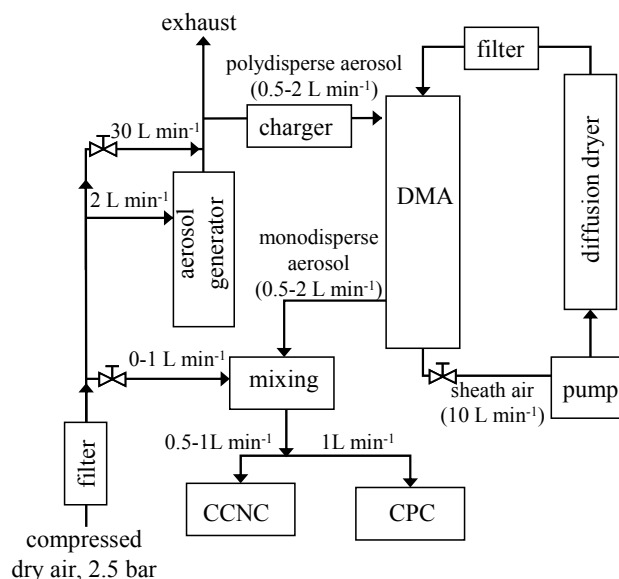 exhaust
polydisperse aerosol
(0.5-2 L min⁻¹)
filter
30 L min⁻¹
charger
2 L min⁻¹
aerosol
generator
DMA
diffusion dryer
monodisperse
aerosol
(0.5-2 L min⁻¹)
0-1 L min⁻¹
mixing
sheath air
(10 L min⁻¹)
pump
filter
0.5-1L min⁻¹
1L min⁻¹
CCNC
CPC
compressed
dry air, 2.5 bar